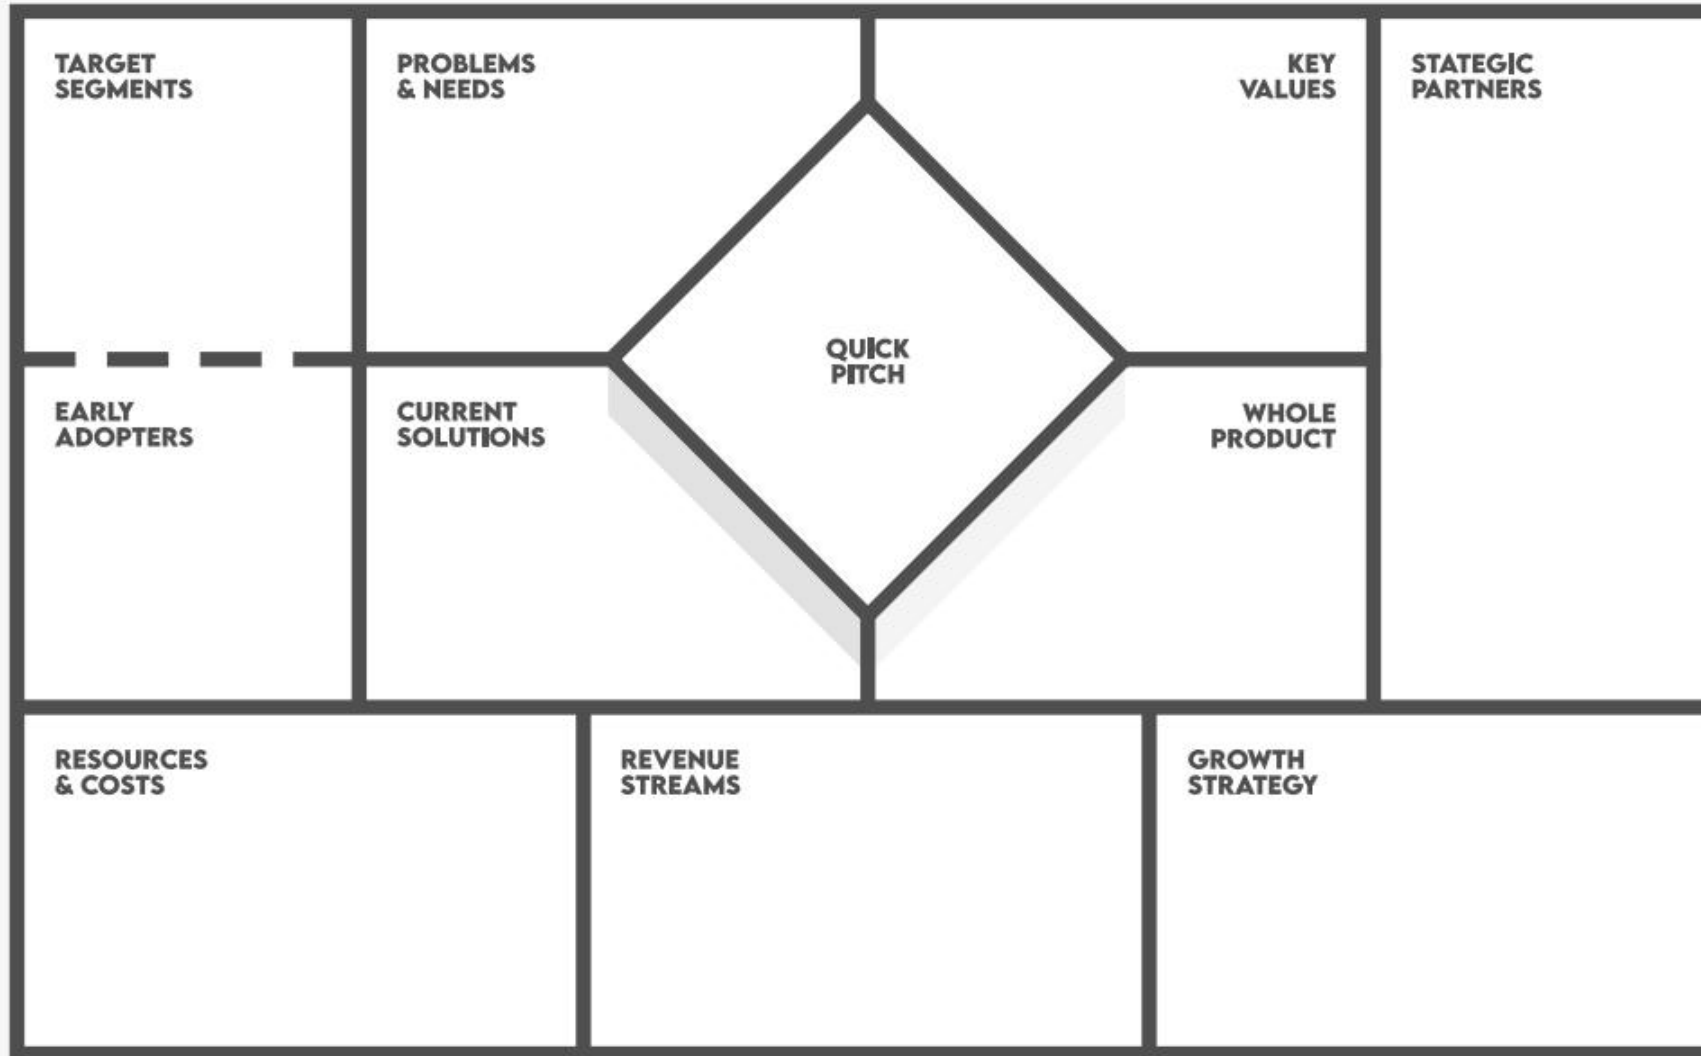 TARGET
SEGMENTS
PROBLEMS
& NEEDS
KEY
VALUES
STATEGIC
PARTNERS
QUICK
PITCH
EARLY
ADOPTERS
CURRENT
SOLUTIONS
WHOLE
PRODUCT
RESOURCES
& COSTS
REVENUE
STREAMS
GROWTH
STRATEGY